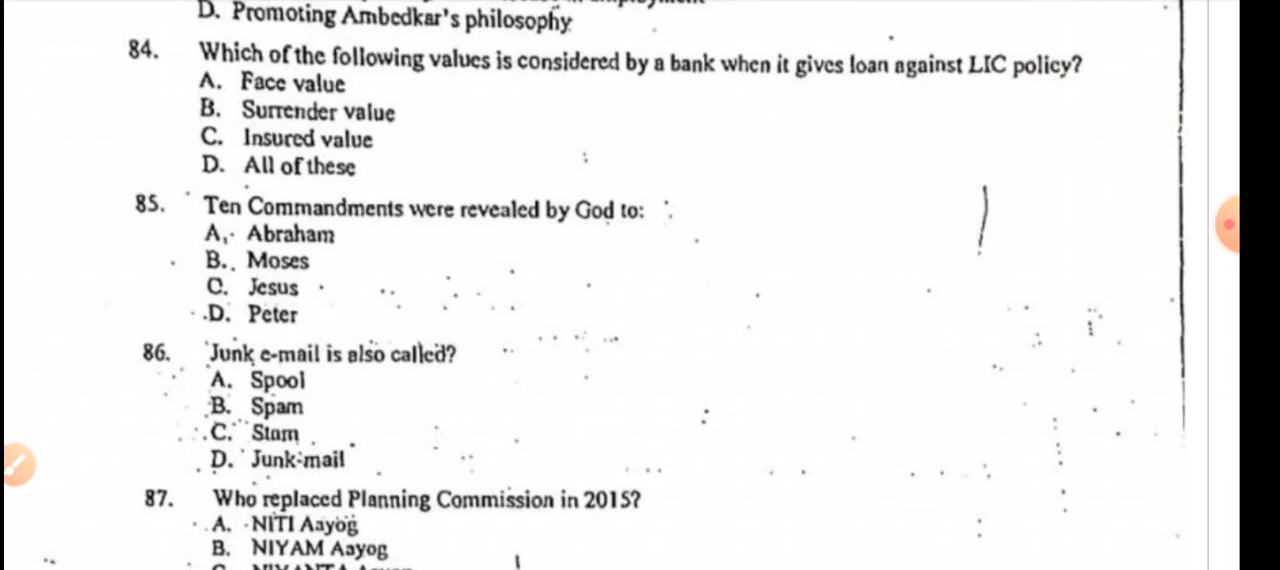 D. Promoting Ambedkar's philosophy
84. Which of the following values is considered by a bank when it gives loan against LIC policy?
A. Face value
B. Surrender value
C. Insured value
D. All of these
85. Ten Commandments were revealed by God to:
A. Abraham
B. Moses
C. Jesus
D. Peter
86. Junk e-mail is also called?
A. Spool
B. Spam
C. Stam
D. Junk-mail
87. Who replaced Planning Commission in 2015?
A. NITI Aayog
B. NIYAM Aayog